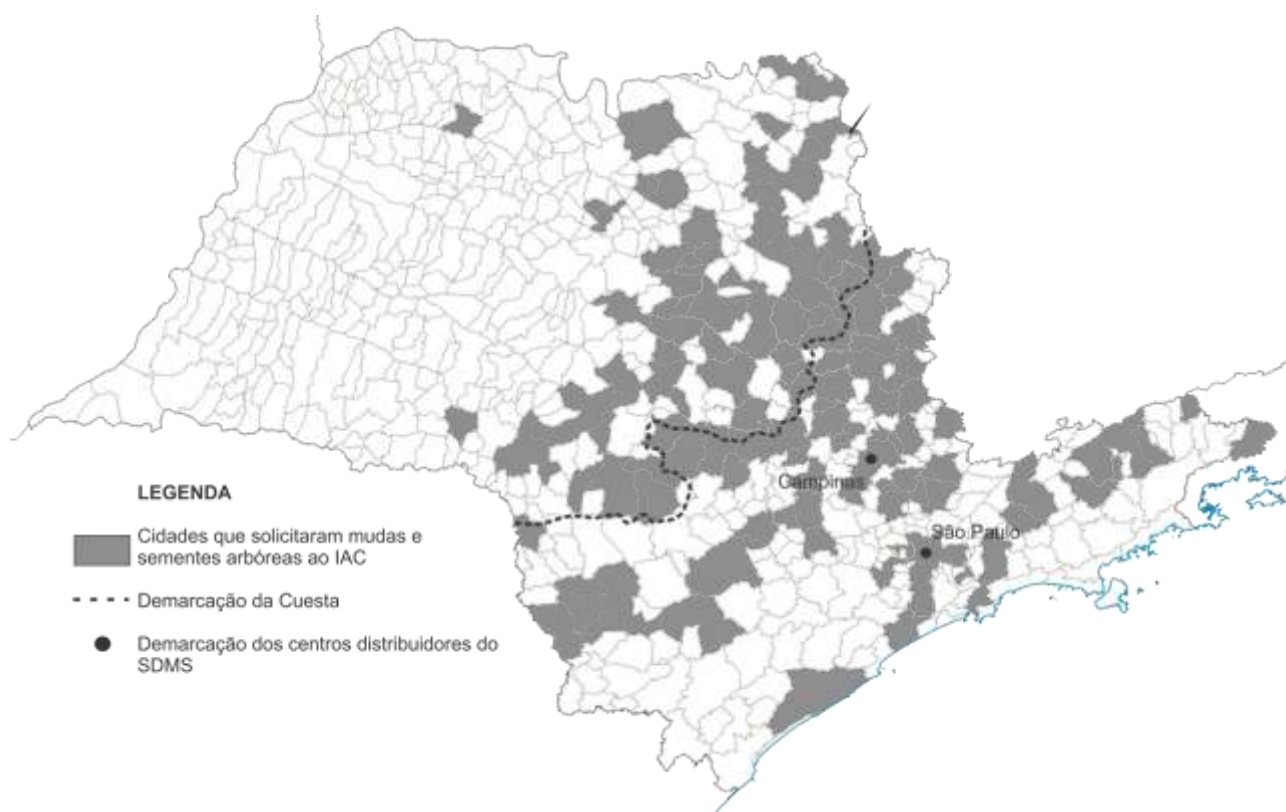 Campinas
São Paulo
LEGENDA
Cidades que solicitaram mudas e
sementes arbóreas ao IAC
Demarcação da Cuesta
Demarcação dos centros distribuidores do
SDMS